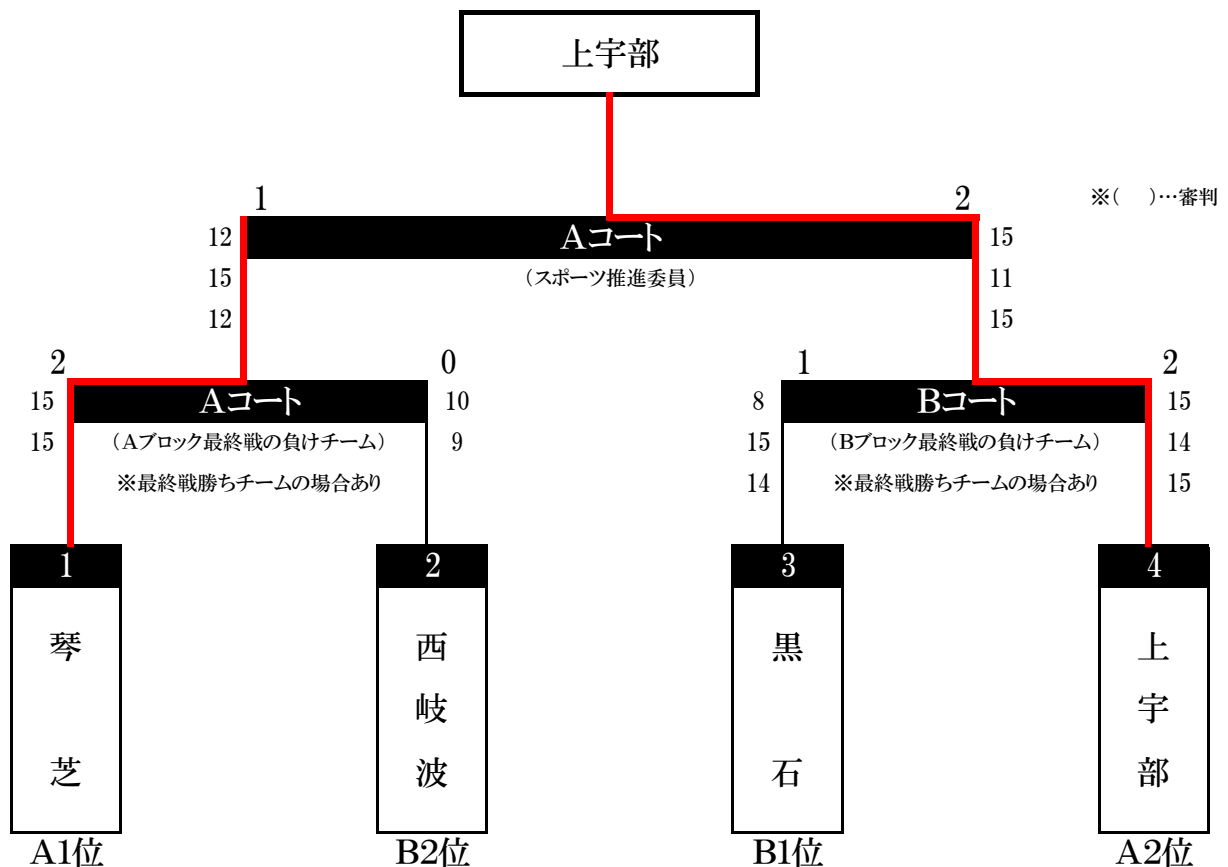 上宇部
1 2 ※(　)…審判
12 Aコート 15
15 (スポーツ推進委員) 11
12 15
2 0 1 2
15 Aコート 10 8 Bコート 15
15 (Aブロック最終戦の負けチーム) 9 15 (Bブロック最終戦の負けチーム) 14
※最終戦勝ちチームの場合あり 14 ※最終戦勝ちチームの場合あり 15
1 2 3 4
琴芝 西岐波 黒石 上宇部
A1位 B2位 B1位 A2位